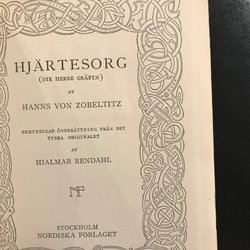 HJÄRTESORG
(DIE HERBE GRÄFIN)
AV
HANNS VON ZOBELTITZ
BEMYNDIGAD ÖVERSÄTTNING FRÅN DET
TYSKA ORIGINALET
AV
HJALMAR RENDAHL
NF
STOCKHOLM
NORDISKA FÖRLAGET